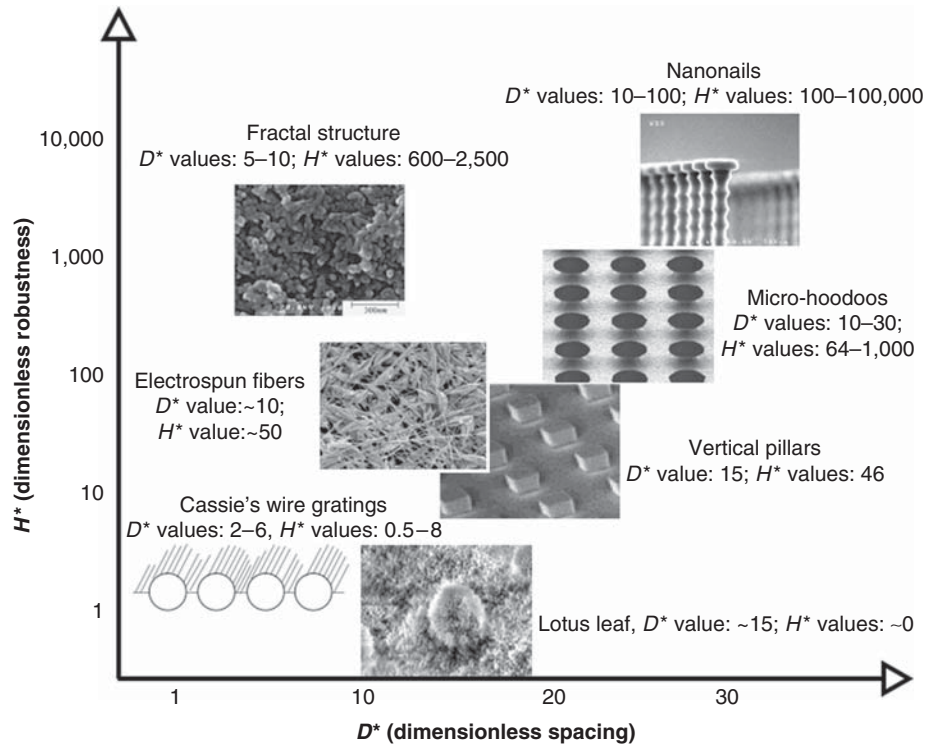 Nanonails
D* values: 10–100; H* values: 100–100,000
Fractal structure
D* values: 5–10; H* values: 600–2,500
Micro-hoodoos
D* values: 10–30;
H* values: 64–1,000
Electrospun fibers
D* value:~10;
H* value:~50
Vertical pillars
D* value: 15; H* values: 46
Cassie's wire gratings
D* values: 2–6, H* values: 0.5–8
Lotus leaf, D* value: ~15; H* values: ~0
H* (dimensionless robustness)
10,000
1,000
100
10
1
1
10
20
30
D* (dimensionless spacing)
300nm